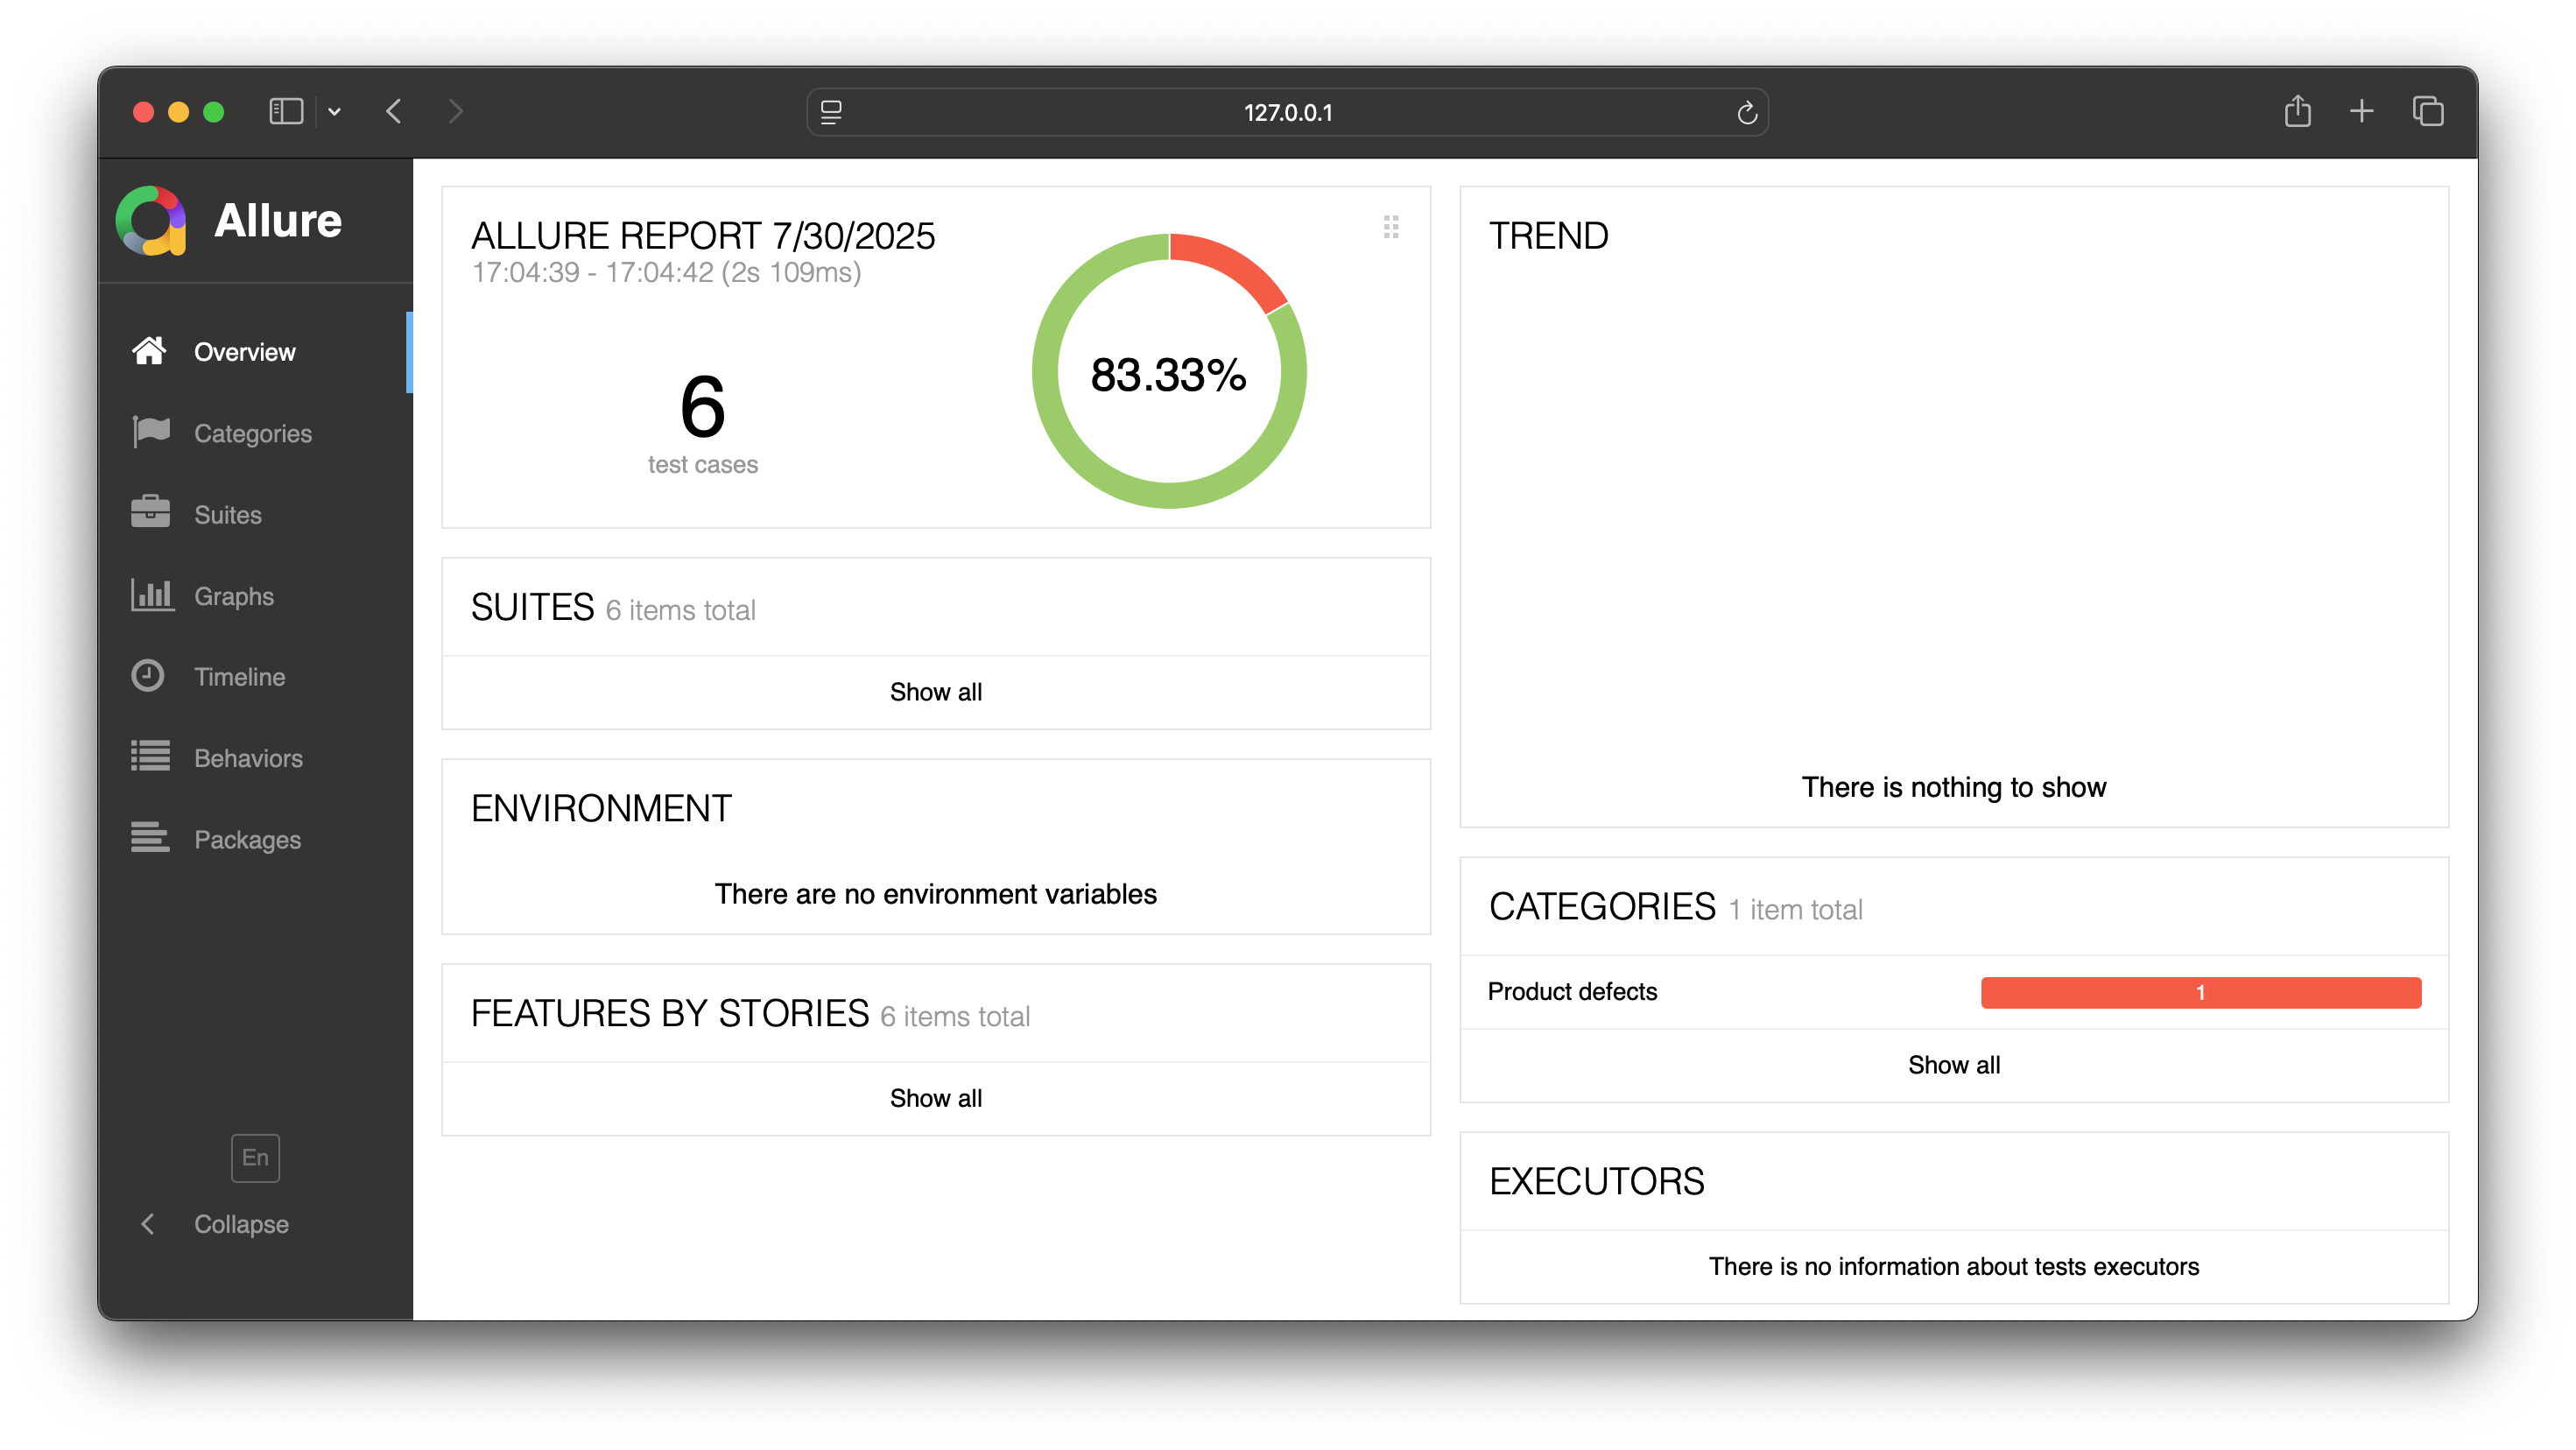 127.0.0.1
Allure
Overview
Categories
Suites
Graphs
Timeline
Behaviors
Packages
En
Collapse
ALLURE REPORT 7/30/2025
17:04:39 - 17:04:42 (2s 109ms)
6
test cases
83.33%
SUITES 6 items total
Show all
ENVIRONMENT
There are no environment variables
FEATURES BY STORIES 6 items total
Show all
TREND
There is nothing to show
CATEGORIES 1 item total
Product defects 1
Show all
EXECUTORS
There is no information about tests executors